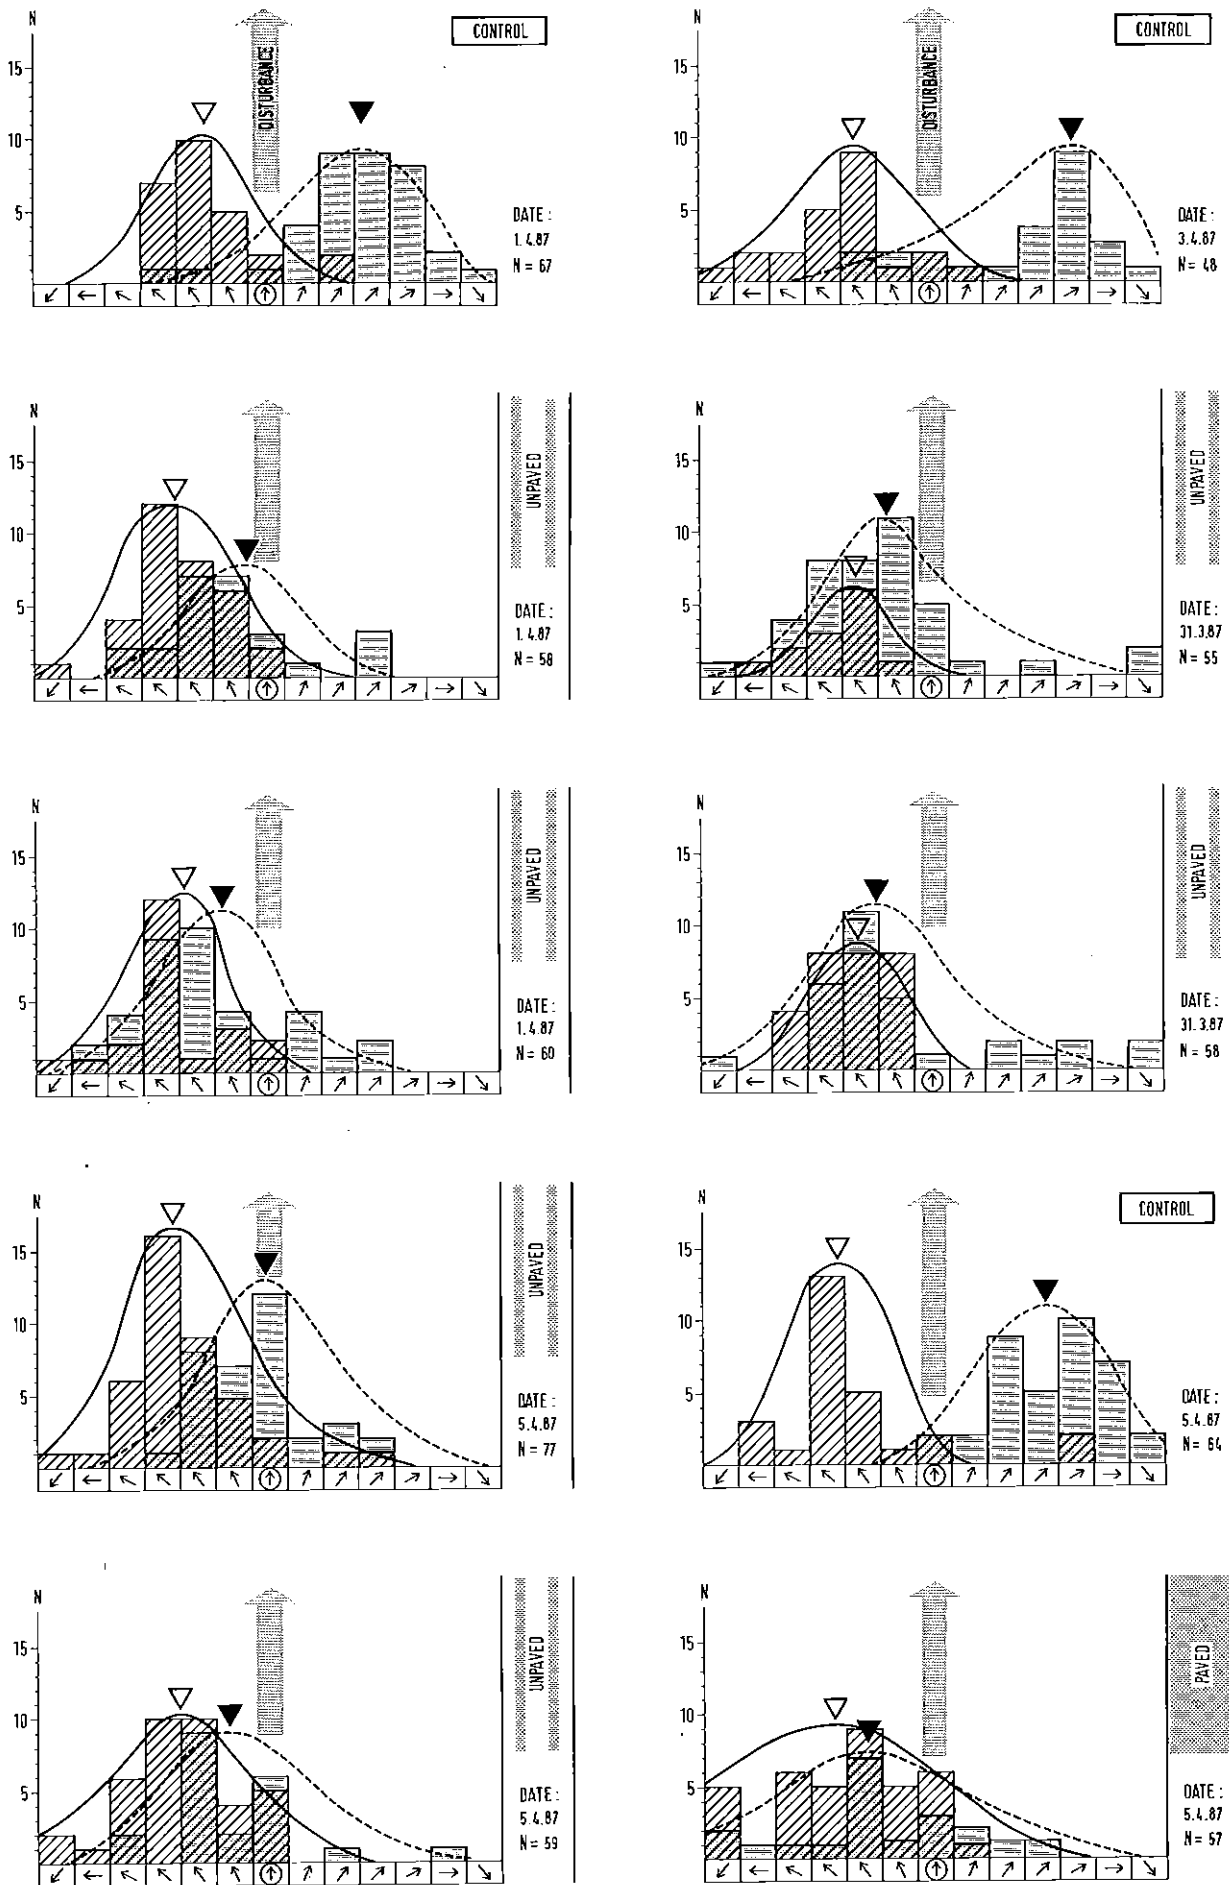 N
DISTURBANCE
CONTROL
15
10
5
DATE :
1.4.87
N = 67
N
DISTURBANCE
CONTROL
15
10
5
DATE :
3.4.87
N = 48
N
UNPAVED
15
10
5
DATE :
1.4.87
N = 58
N
UNPAVED
15
10
5
DATE :
31.3.87
N = 55
N
UNPAVED
15
10
5
DATE :
1.4.87
N = 60
N
UNPAVED
15
10
5
DATE :
31.3.87
N = 58
N
UNPAVED
15
10
5
DATE :
5.4.87
N = 77
N
CONTROL
15
10
5
DATE :
5.4.87
N = 64
N
UNPAVED
15
10
5
DATE :
5.4.87
N = 59
N
PAVED
15
10
5
DATE :
5.4.87
N = 57